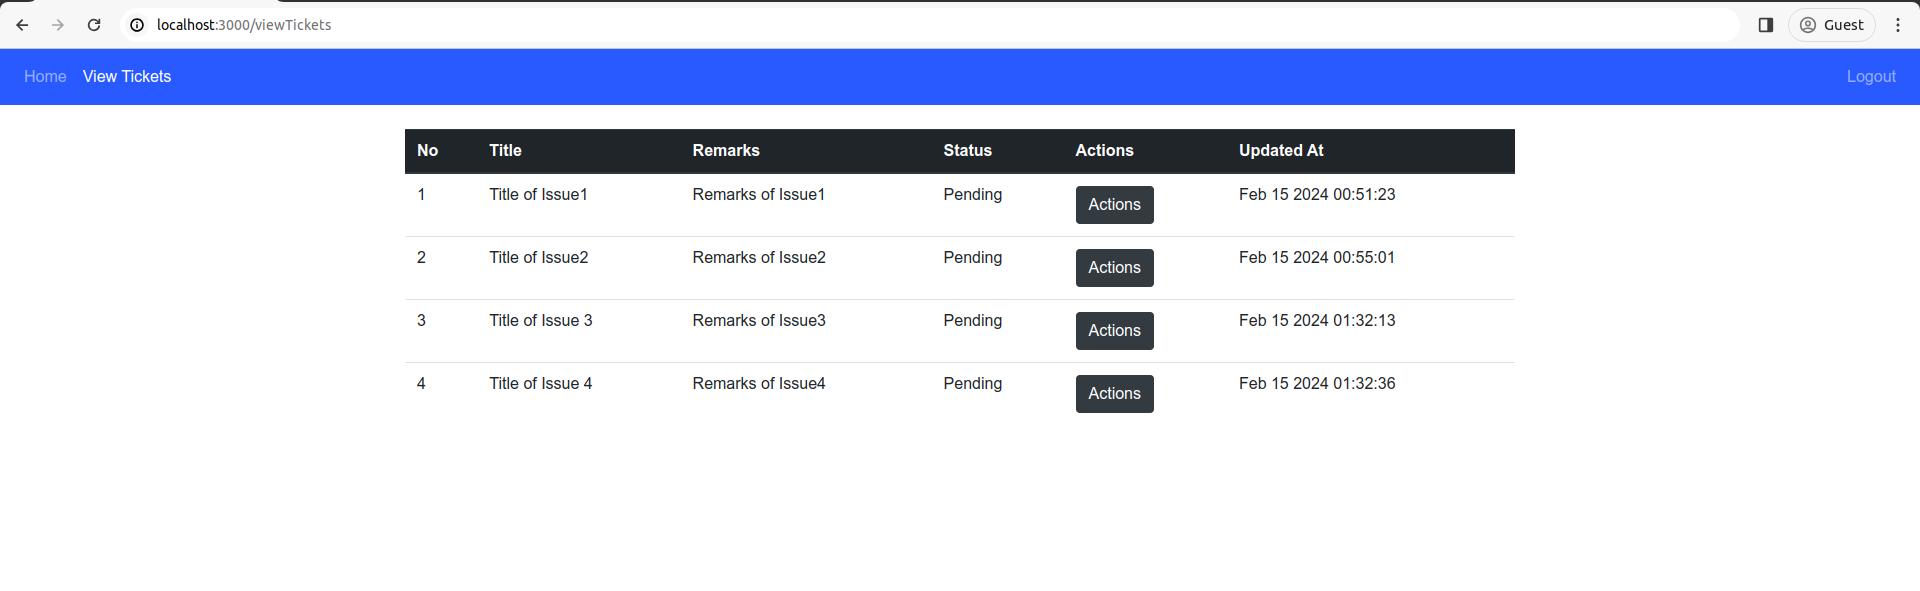 localhost:3000/viewTickets Guest
Home View Tickets Logout
No Title Remarks Status Actions Updated At
1 Title of Issue1 Remarks of Issue1 Pending Actions Feb 15 2024 00:51:23
2 Title of Issue2 Remarks of Issue2 Pending Actions Feb 15 2024 00:55:01
3 Title of Issue 3 Remarks of Issue3 Pending Actions Feb 15 2024 01:32:13
4 Title of Issue 4 Remarks of Issue4 Pending Actions Feb 15 2024 01:32:36